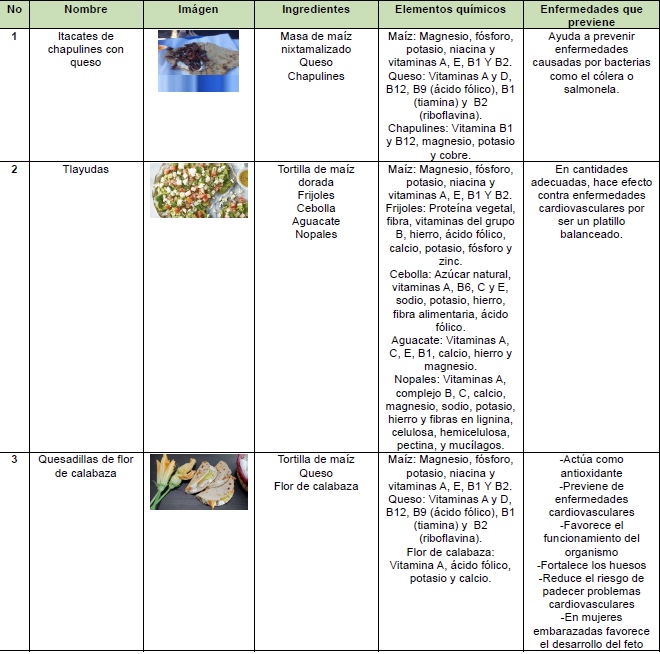 No Nombre Imágen Ingredientes Elementos químicos Enfermedades que previene
1
Itacates de
chapulines con
queso
Masa de maíz
nixtamalizado
Queso
Chapulines
Maíz: Magnesio, fósforo,
potasio, niacina y
vitaminas A, E, B1 Y B2.
Queso: Vitaminas A y D,
B12, B9 (ácido fólico), B1
(tiamina) y B2
(riboflavina).
Chapulines: Vitamina B1
y B12, magnesio, potasio
y cobre.
Ayuda a prevenir
enfermedades
causadas por bacterias
como el cólera o
salmonela.
2
Tlayudas
Tortilla de maíz
dorada
Frijoles
Cebolla
Aguacate
Nopales
Maíz: Magnesio, fósforo,
potasio, niacina y
vitaminas A, E, B1 Y B2.
Frijoles: Proteína vegetal,
fibra, vitaminas del grupo
B, hierro, ácido fólico,
calcio, potasio, fósforo y
zinc.
Cebolla: Azúcar natural,
vitaminas A, B6, C y E,
sodio, potasio, hierro,
fibra alimentaria, ácido
fólico.
Aguacate: Vitaminas A,
C, E, B1, calcio, hierro y
magnesio.
Nopales: Vitaminas A,
complejo B, C, calcio,
magnesio, sodio, potasio,
hierro y fibras en lignina,
celulosa, hemicelulosa,
pectina, y mucílagos.
En cantidades
adecuadas, hace efecto
contra enfermedades
cardiovasculares por
ser un platillo
balanceado.
3
Quesadillas de flor
de calabaza
Tortilla de maíz
Queso
Flor de calabaza
Maíz: Magnesio, fósforo,
potasio, niacina y
vitaminas A, E, B1 Y B2.
Queso: Vitaminas A y D,
B12, B9 (ácido fólico), B1
(tiamina) y B2
(riboflavina).
Flor de calabaza:
Vitamina A, ácido fólico,
potasio y calcio.
-Actúa como
antioxidante
-Previene de
enfermedades
cardiovasculares
-Favorece el
funcionamiento del
organismo
-Fortalece los huesos
-Reduce el riesgo de
padecer problemas
cardiovasculares
-En mujeres
embarazadas favorece
el desarrollo del feto